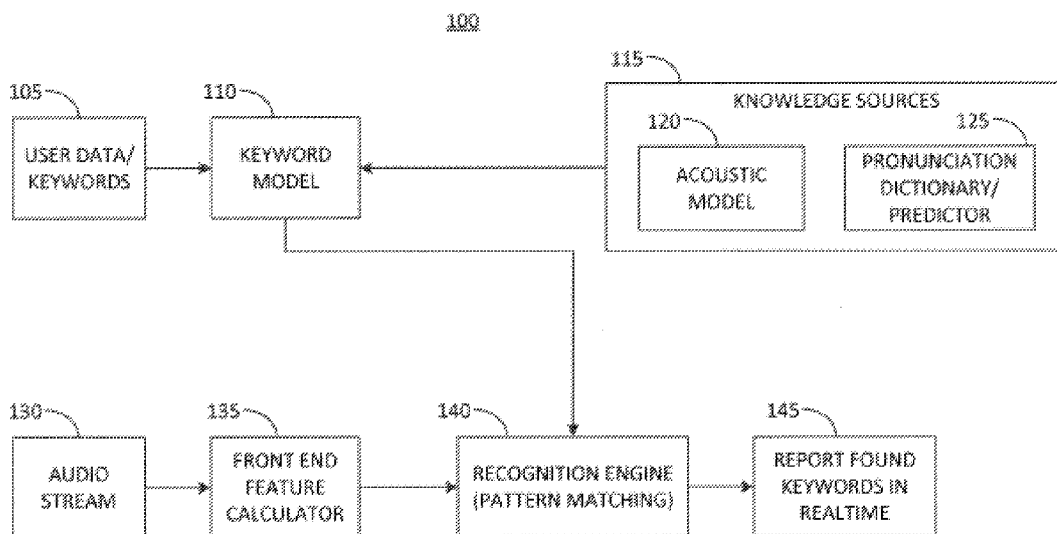 100
115
KNOWLEDGE SOURCES
105
110
120
125
USER DATA/
KEYWORDS
KEYWORD
MODEL
ACOUSTIC
MODEL
PRONUNCIATION
DICTIONARY/
PREDICTOR
130
135
140
145
AUDIO
STREAM
FRONT END
FEATURE
CALCULATOR
RECOGNITION ENGINE
(PATTERN MATCHING)
REPORT FOUND
KEYWORDS IN
REALTIME